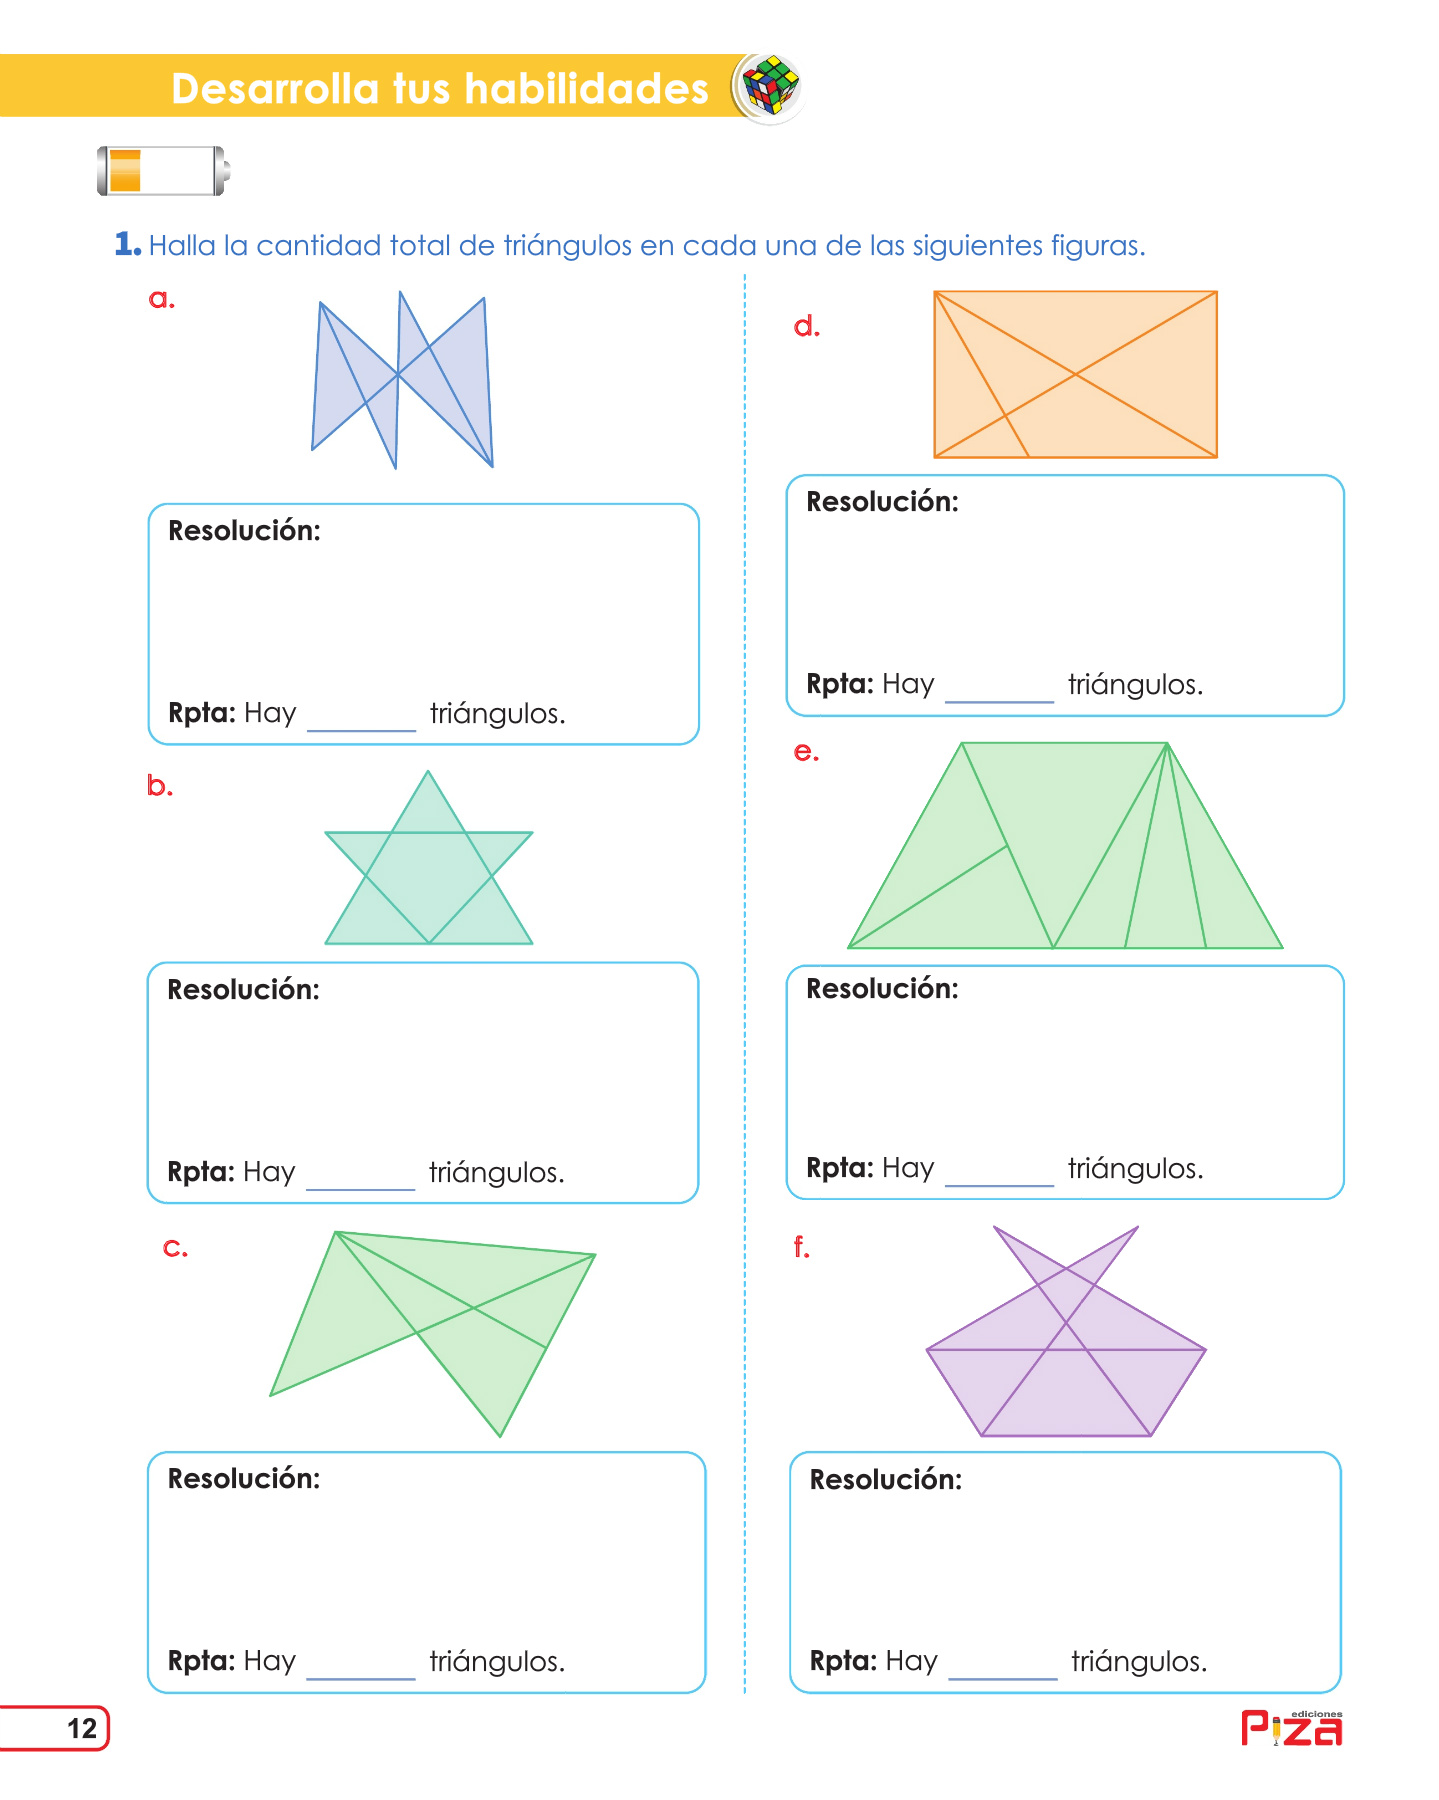 Desarrolla tus habilidades
1. Halla la cantidad total de triángulos en cada una de las siguientes figuras.
a.
Resolución:
Rpta: Hay ________ triángulos.
b.
Resolución:
Rpta: Hay ________ triángulos.
c.
Resolución:
Rpta: Hay ________ triángulos.
d.
Resolución:
Rpta: Hay ________ triángulos.
e.
Resolución:
Rpta: Hay ________ triángulos.
f.
Resolución:
Rpta: Hay ________ triángulos.
12
ediciones
Piza